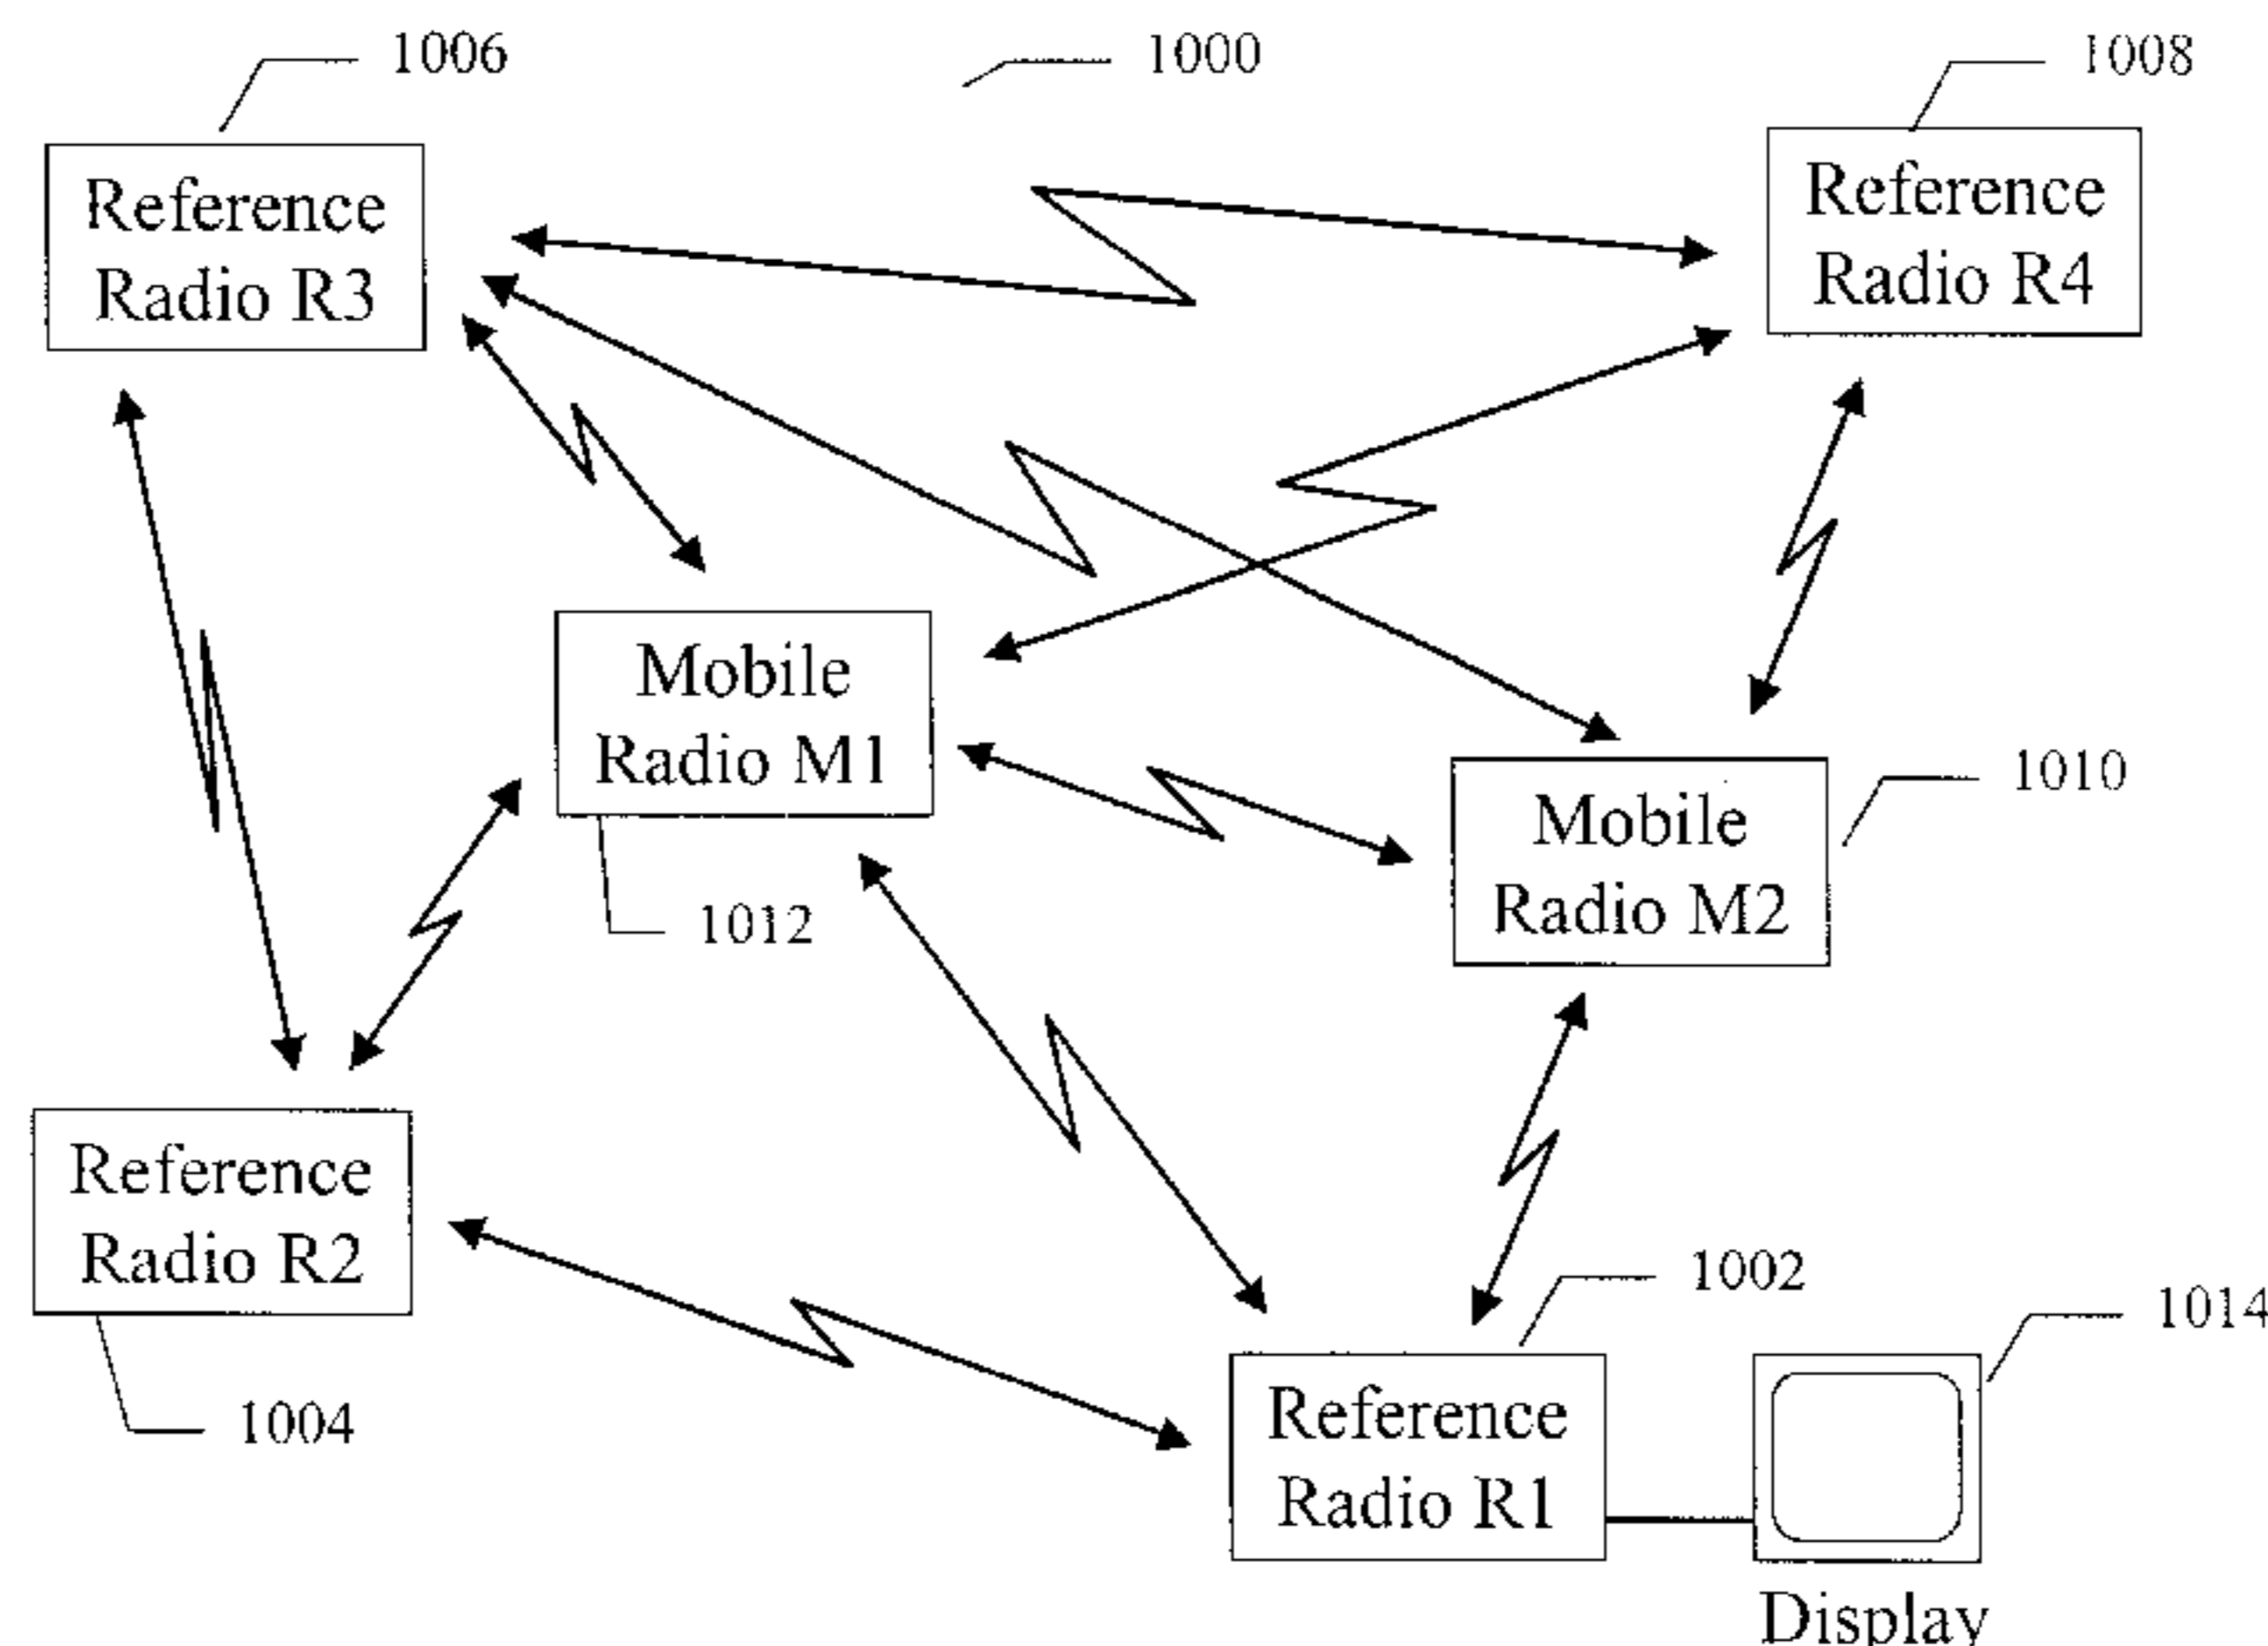 1006
1000
1008
Reference
Radio R3
Reference
Radio R4
Mobile
Radio M1
1010
Mobile
Radio M2
1012
Reference
Radio R2
1002
1014
1004
Reference
Radio R1
Display